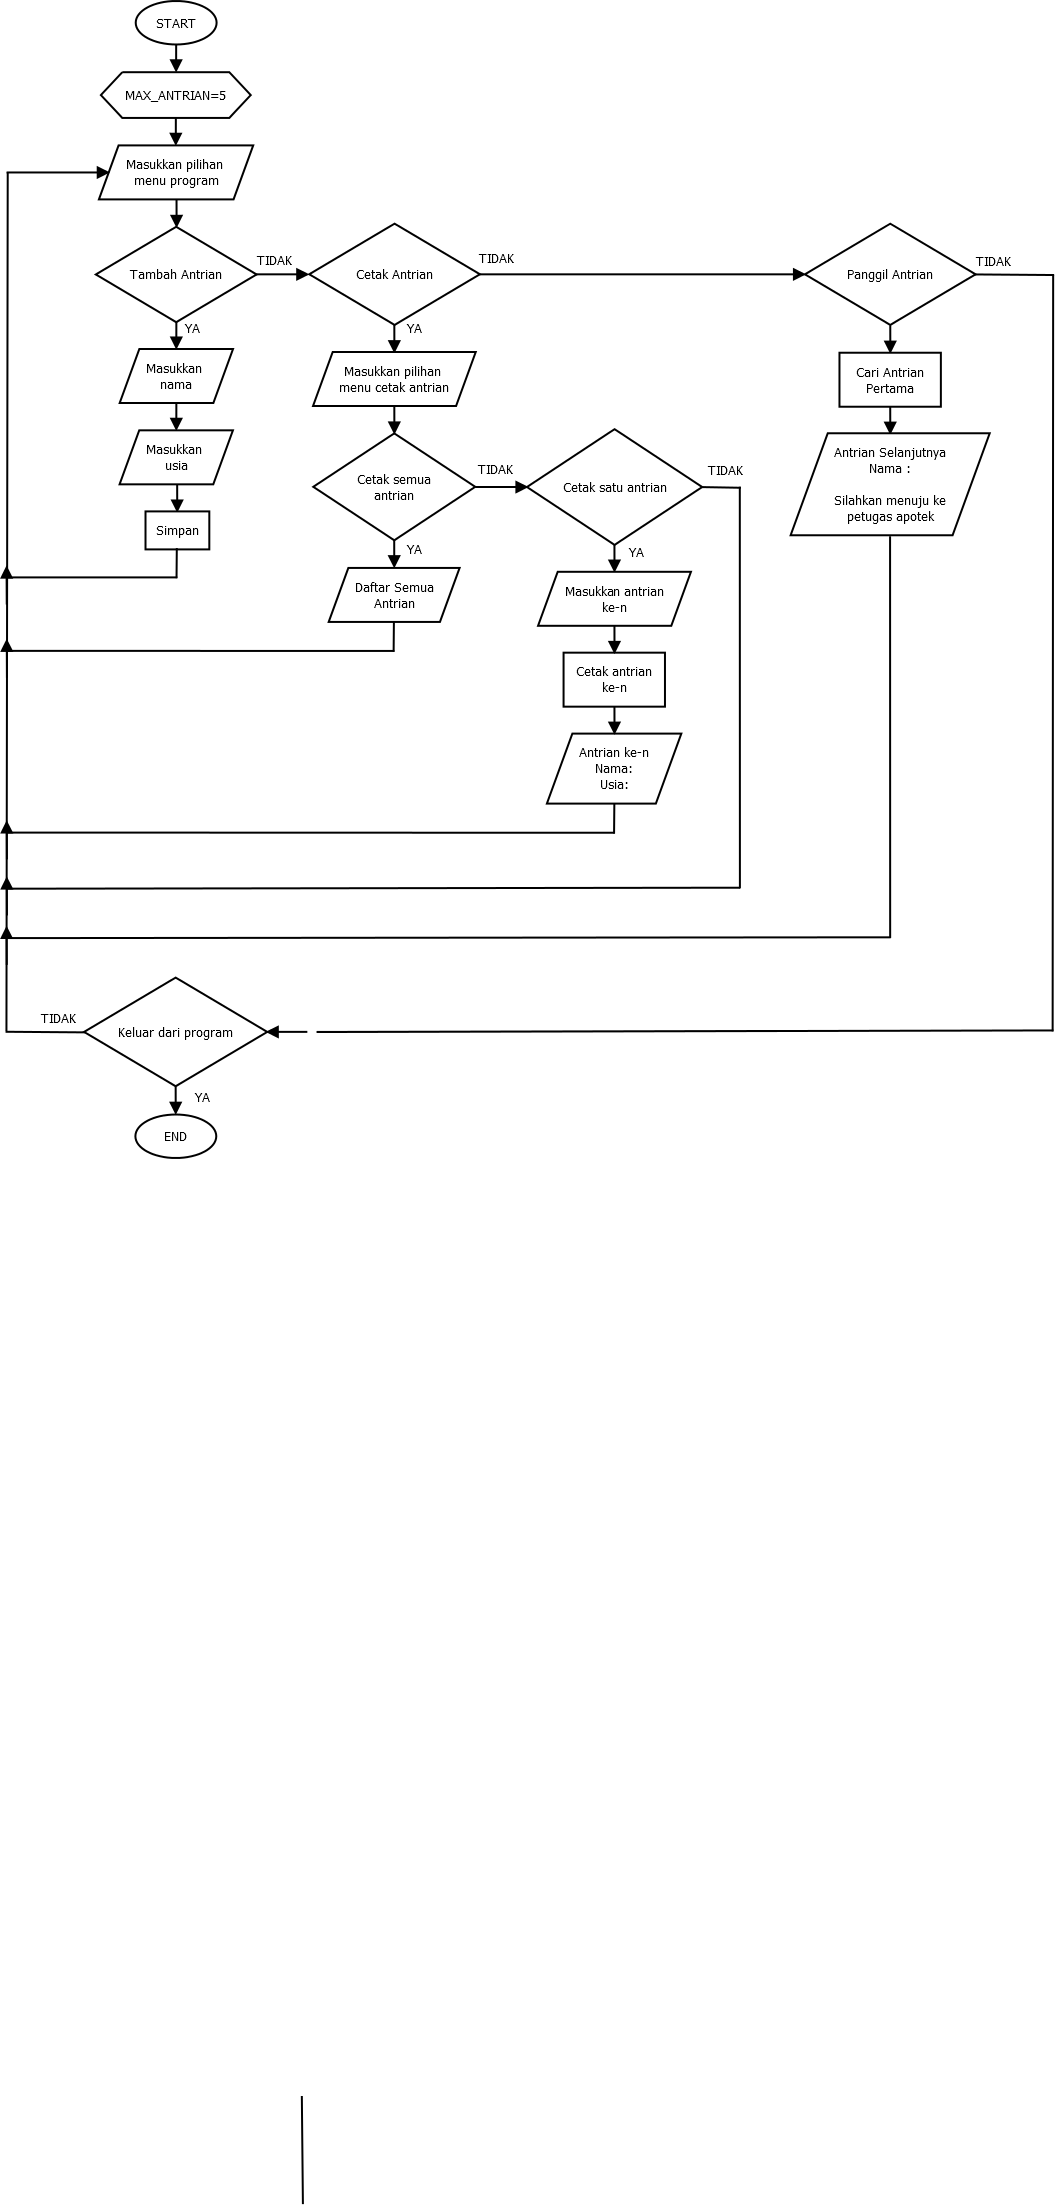 START
MAX_ANTRIAN=5
Masukkan pilihan
menu program
Tambah Antrian
TIDAK
Cetak Antrian
TIDAK
Panggil Antrian
TIDAK
YA
Masukkan
nama
Masukkan
usia
Simpan
YA
Masukkan pilihan
menu cetak antrian
Cetak semua
antrian
TIDAK
Cetak satu antrian
TIDAK
YA
Daftar Semua
Antrian
YA
Masukkan antrian
ke-n
Cetak antrian
ke-n
Antrian ke-n
Nama:
Usia:
Cari Antrian
Pertama
Antrian Selanjutnya
Nama :
Silahkan menuju ke
petugas apotek
TIDAK
Keluar dari program
YA
END